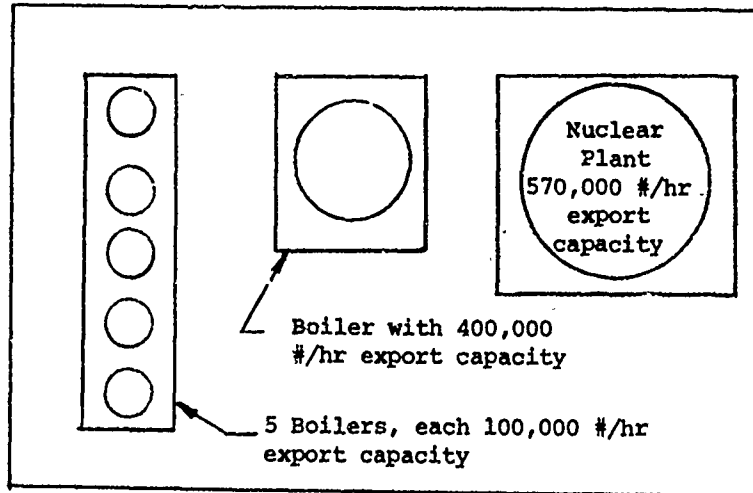 Nuclear
Plant
570,000 #/hr
export
capacity
Boiler with 400,000
#/hr export capacity
5 Boilers, each 100,000 #/hr
export capacity